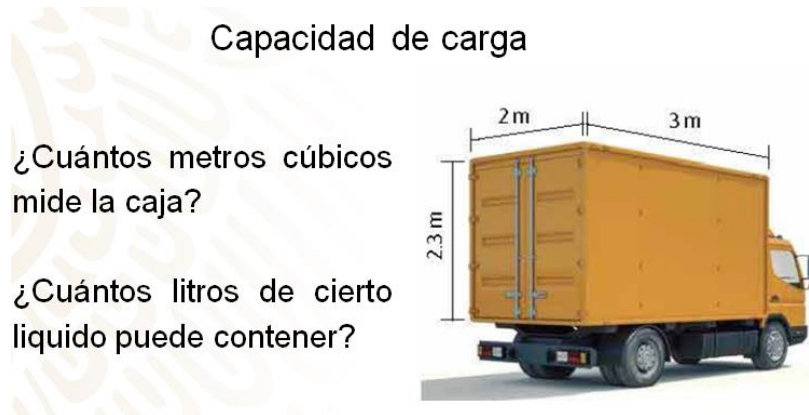 Capacidad de carga
¿Cuántos metros cúbicos
mide la caja?
¿Cuántos litros de cierto
liquido puede contener?
2 m
3 m
2.3 m